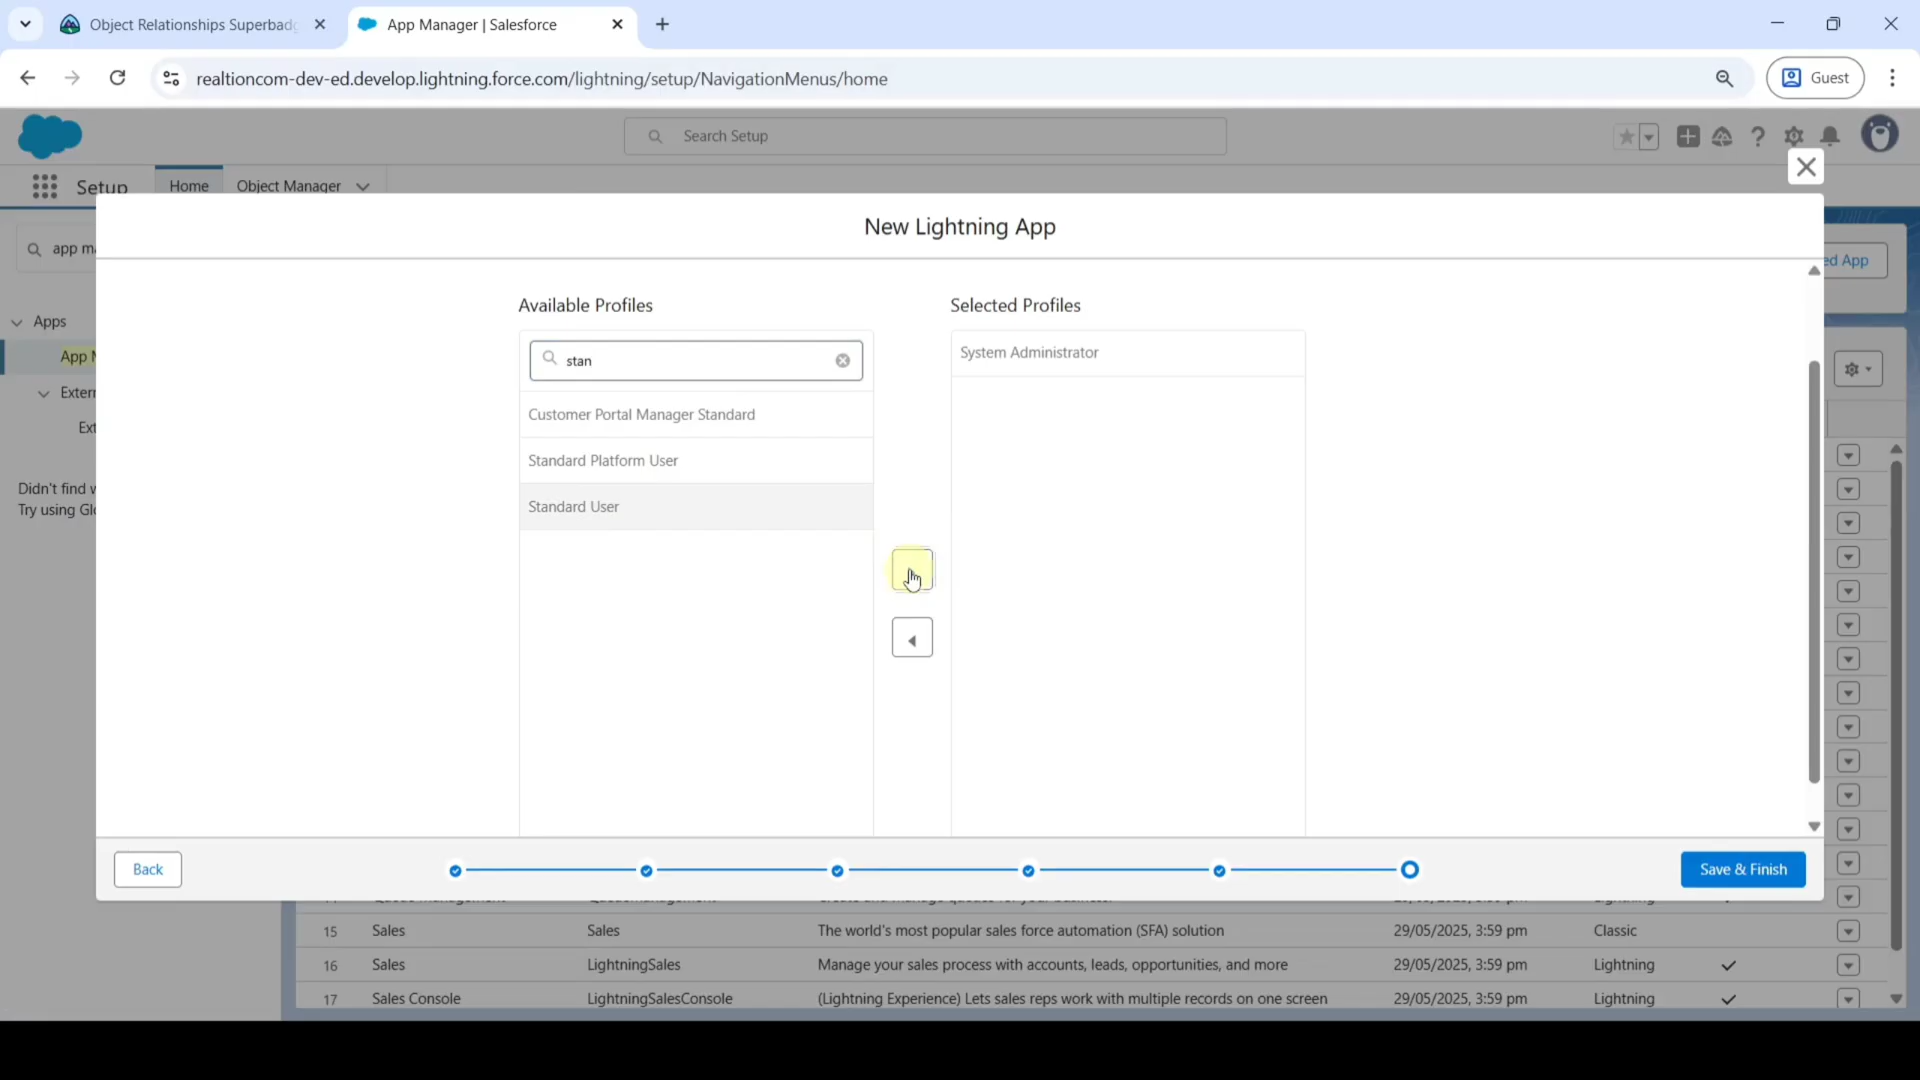 Object Relationships Superbadg
App Manager | Salesforce
realtioncom-dev-ed.develop.lightning.force.com/lightning/setup/NavigationMenus/home
Guest
Search Setup
Setup
Home
Object Manager
New Lightning App
app ma
ed App
Apps
App M
Extern
Ext
Didn't find w
Try using Glo
Available Profiles
Selected Profiles
stan
System Administrator
Customer Portal Manager Standard
Standard Platform User
Standard User
Back
Save & Finish
15 Sales Sales The world's most popular sales force automation (SFA) solution 29/05/2025, 3:59 pm Classic
16 Sales LightningSales Manage your sales process with accounts, leads, opportunities, and more 29/05/2025, 3:59 pm Lightning
17 Sales Console LightningSalesConsole (Lightning Experience) Lets sales reps work with multiple records on one screen 29/05/2025, 3:59 pm Lightning